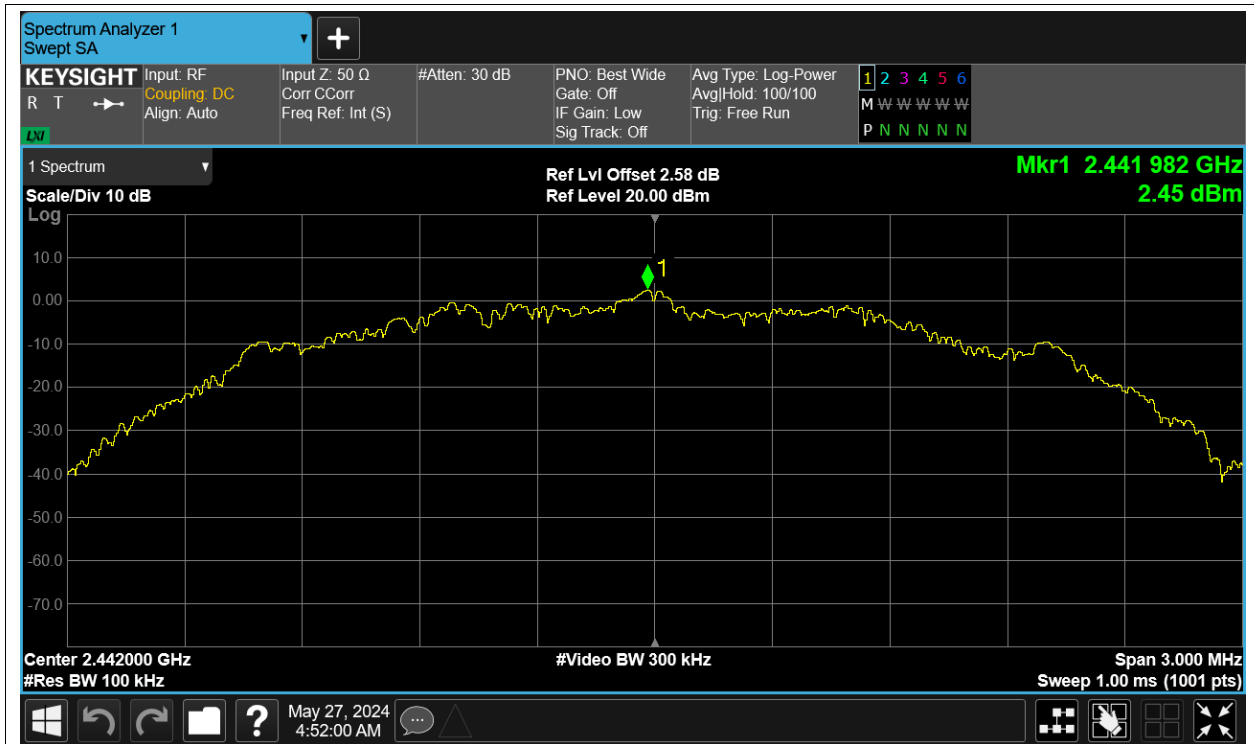 Spectrum Analyzer 1
Swept SA
KEYSIGHT
R T
LXI
Input: RF
Coupling: DC
Align: Auto
Input Z: 50 Ω
Corr CCorr
Freq Ref: Int (S)
#Atten: 30 dB
PNO: Best Wide
Gate: Off
IF Gain: Low
Sig Track: Off
Avg Type: Log-Power
Avg|Hold: 100/100
Trig: Free Run
1 2 3 4 5 6
M W W W W W
P N N N N N
1 Spectrum
Scale/Div 10 dB
Ref Lvl Offset 2.58 dB
Ref Level 20.00 dBm
Mkr1 2.441 982 GHz
2.45 dBm
Log
10.0
0.00
-10.0
-20.0
-30.0
-40.0
-50.0
-60.0
-70.0
1
Center 2.442000 GHz
#Video BW 300 kHz
Span 3.000 MHz
#Res BW 100 kHz
Sweep 1.00 ms (1001 pts)
?
May 27, 2024
4:52:00 AM